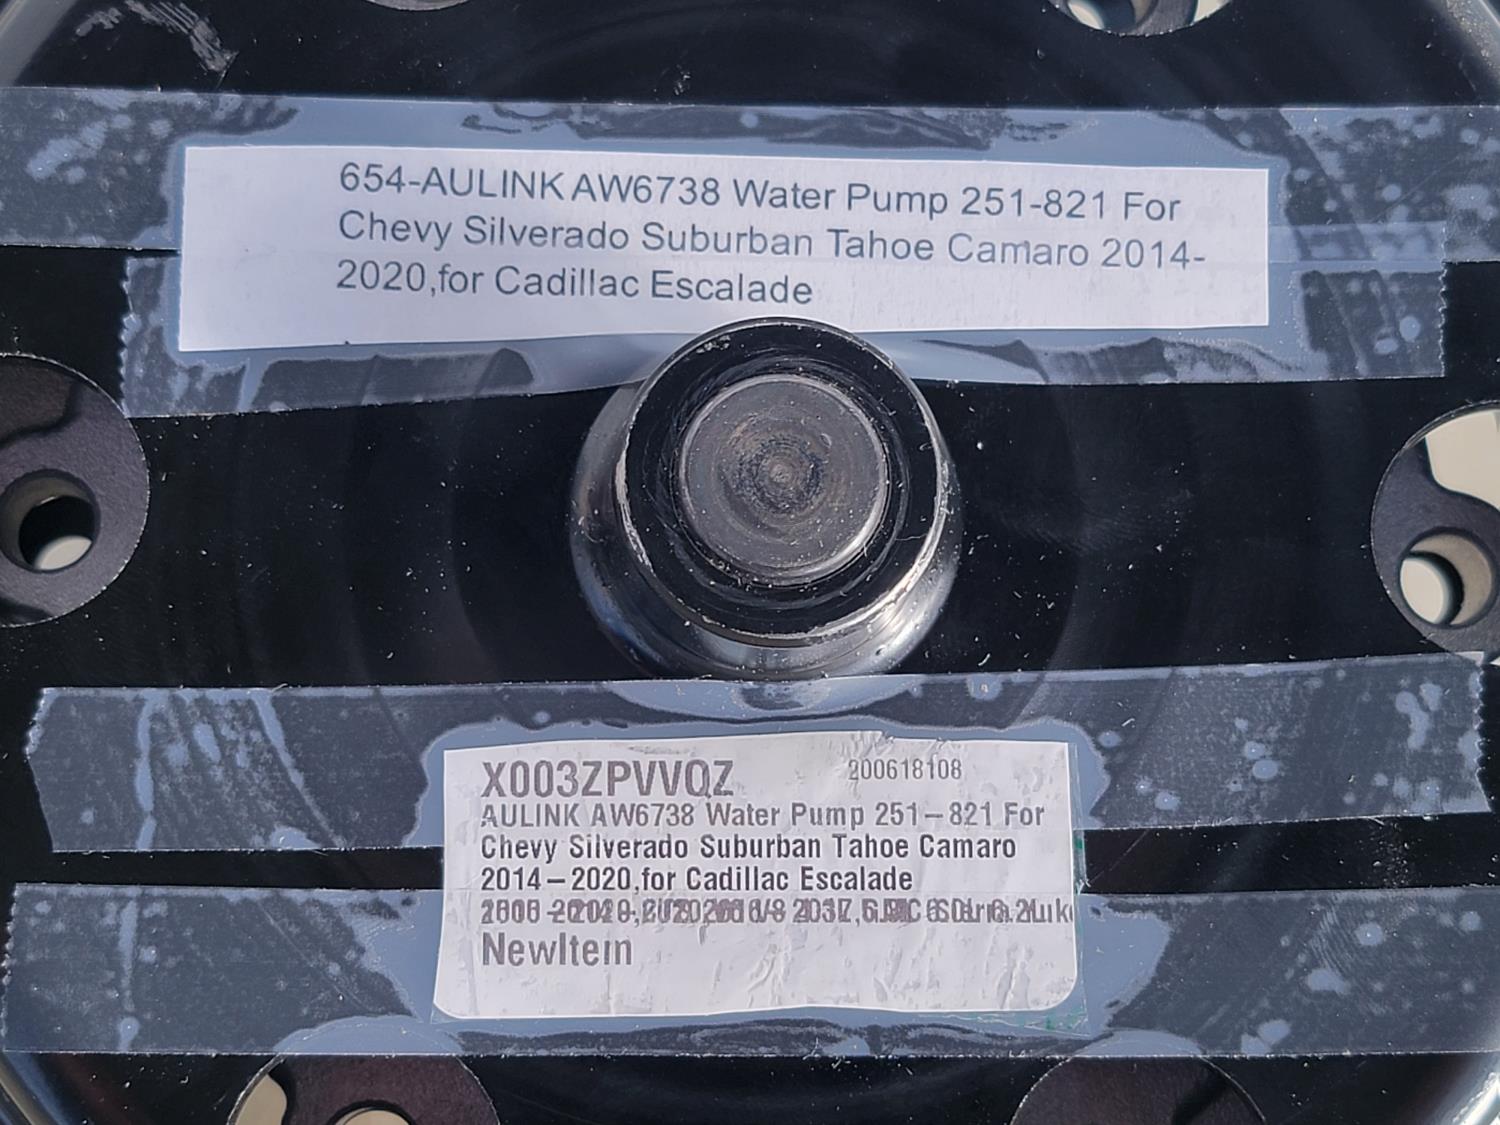 654-AULINK AW6738 Water Pump 251-821 For
Chevy Silverado Suburban Tahoe Camaro 2014-
2020,for Cadillac Escalade
X003ZPVVQZ 200618108
AULINK AW6738 Water Pump 251-821 For
Chevy Silverado Suburban Tahoe Camaro
2014-2020,for Cadillac Escalade
NewItem